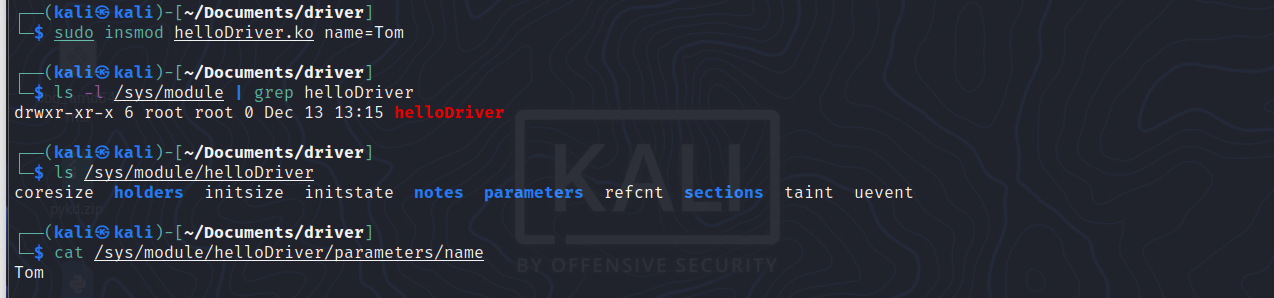 ┌──(kali㉿kali)-[~/Documents/driver]
└─$ sudo insmod helloDriver.ko name=Tom
┌──(kali㉿kali)-[~/Documents/driver]
└─$ ls -l /sys/module | grep helloDriver
drwxr-xr-x 6 root root 0 Dec 13 13:15 helloDriver
┌──(kali㉿kali)-[~/Documents/driver]
└─$ ls /sys/module/helloDriver
coresize holders initsize initstate notes parameters refcnt sections taint uevent
┌──(kali㉿kali)-[~/Documents/driver]
└─$ cat /sys/module/helloDriver/parameters/name
Tom
KALI
BY OFFENSIVE SECURITY